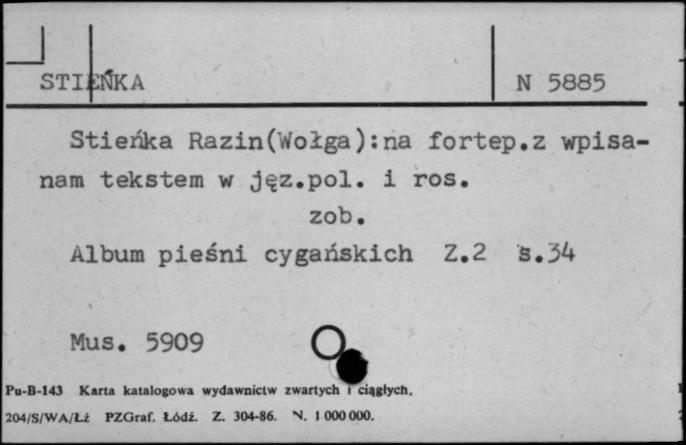 STIEŃKA N 5885
Stieńka Razin(Wołga):na fortep.z wpisa-
nam tekstem w jęz.pol. i ros.
zob.
Album pieśni cygańskich Z.2 s.34
Mus. 5909
Pu-B-143 Karta katalogowa wydawnictw zwartych i ciągłych.
204/S/WA/Łź PZGraf. Łódź. Z. 304-86. N. 1 000 000.